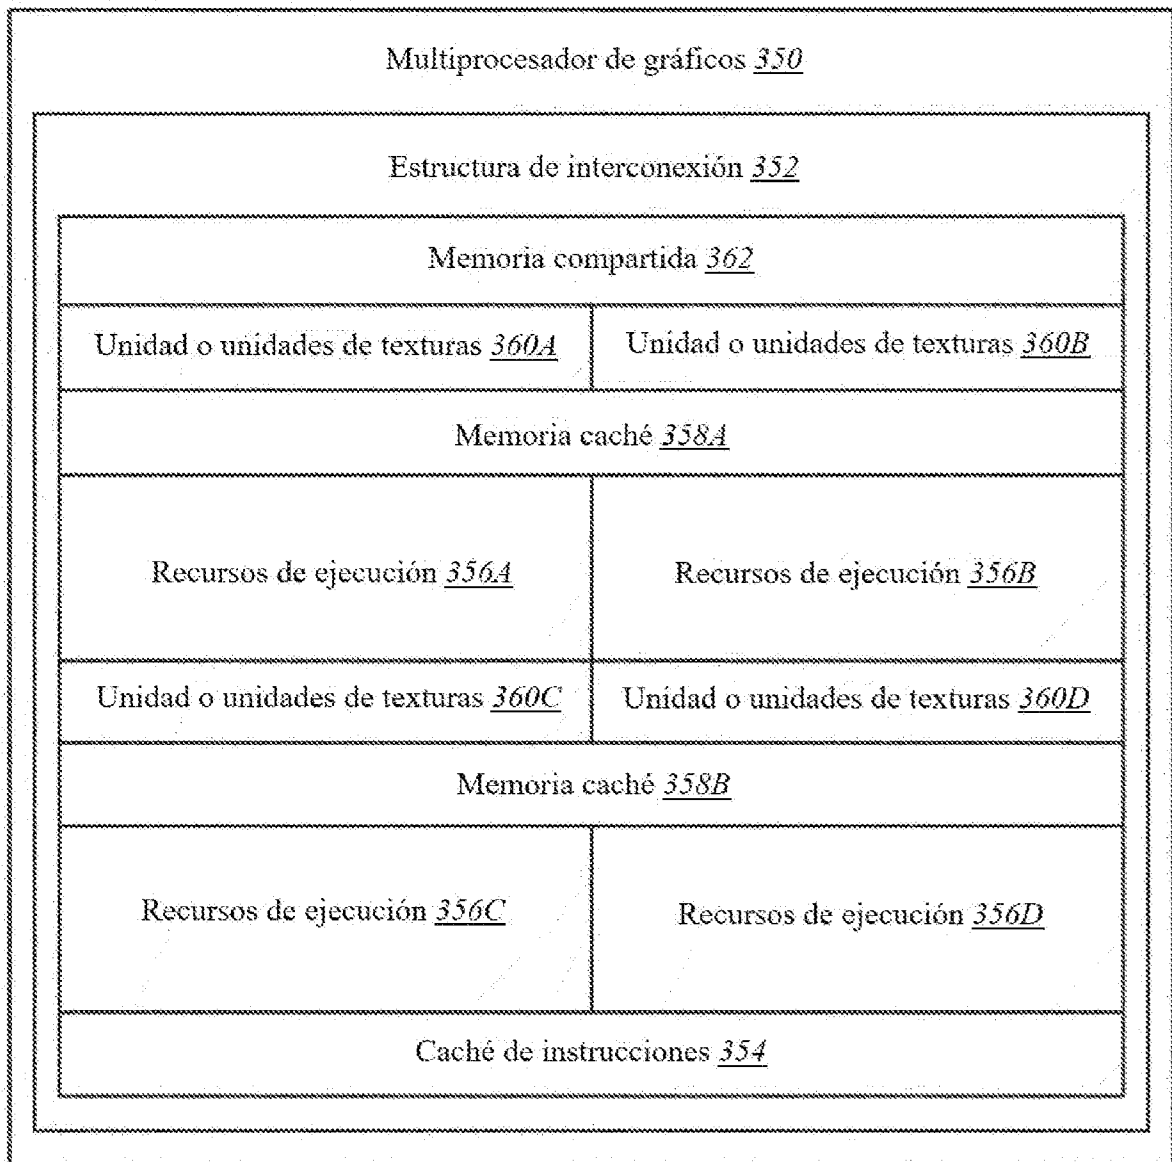 Multiprocesador de gráficos 350
Estructura de interconexión 352
Memoria compartida 362
Unidad o unidades de texturas 360A
Unidad o unidades de texturas 360B
Memoria caché 358A
Recursos de ejecución 356A
Recursos de ejecución 356B
Unidad o unidades de texturas 360C
Unidad o unidades de texturas 360D
Memoria caché 358B
Recursos de ejecución 356C
Recursos de ejecución 356D
Caché de instrucciones 354